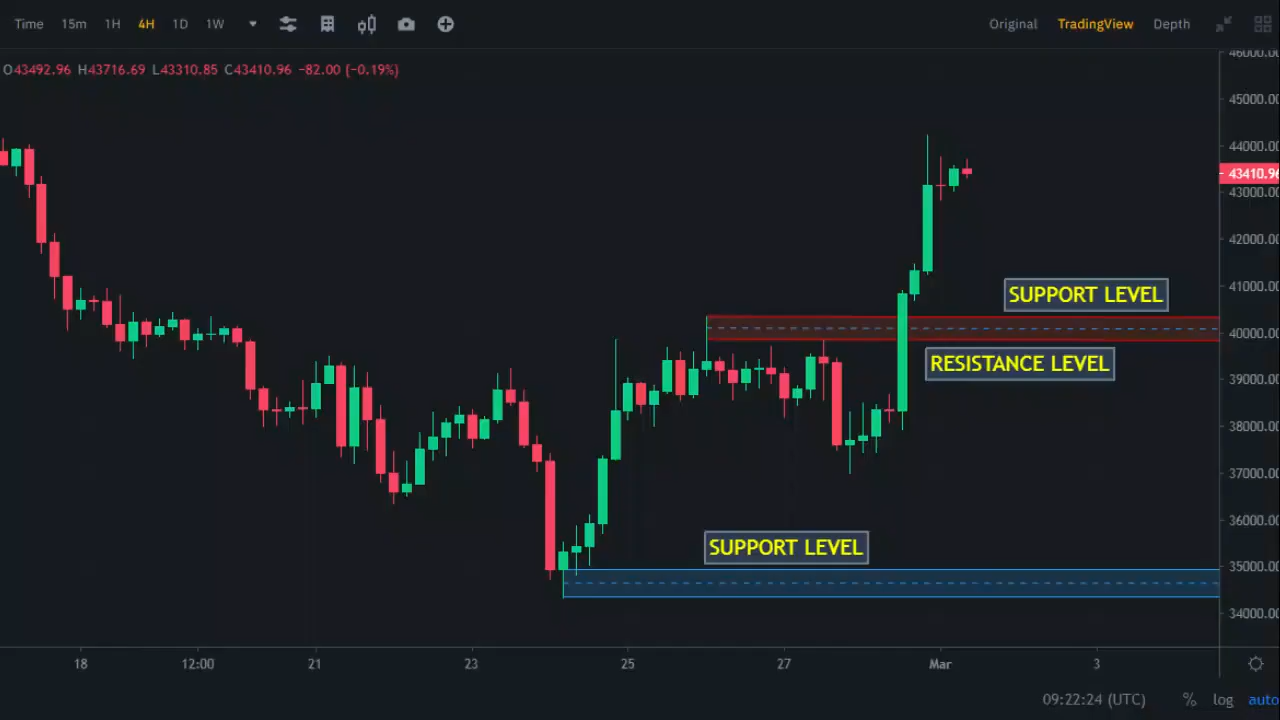 Time 15m 1H 4H 1D 1W Original TradingView Depth
O43492.96 H43716.69 L43310.85 C43410.96 −82.00 (−0.19%)
46000.00
45000.00
44000.00
43410.96
43000.00
42000.00
41000.00
SUPPORT LEVEL
40000.00
RESISTANCE LEVEL
39000.00
38000.00
37000.00
36000.00
SUPPORT LEVEL
35000.00
34000.00
18 12:00 21 23 25 27 Mar 3
09:22:24 (UTC) % log auto